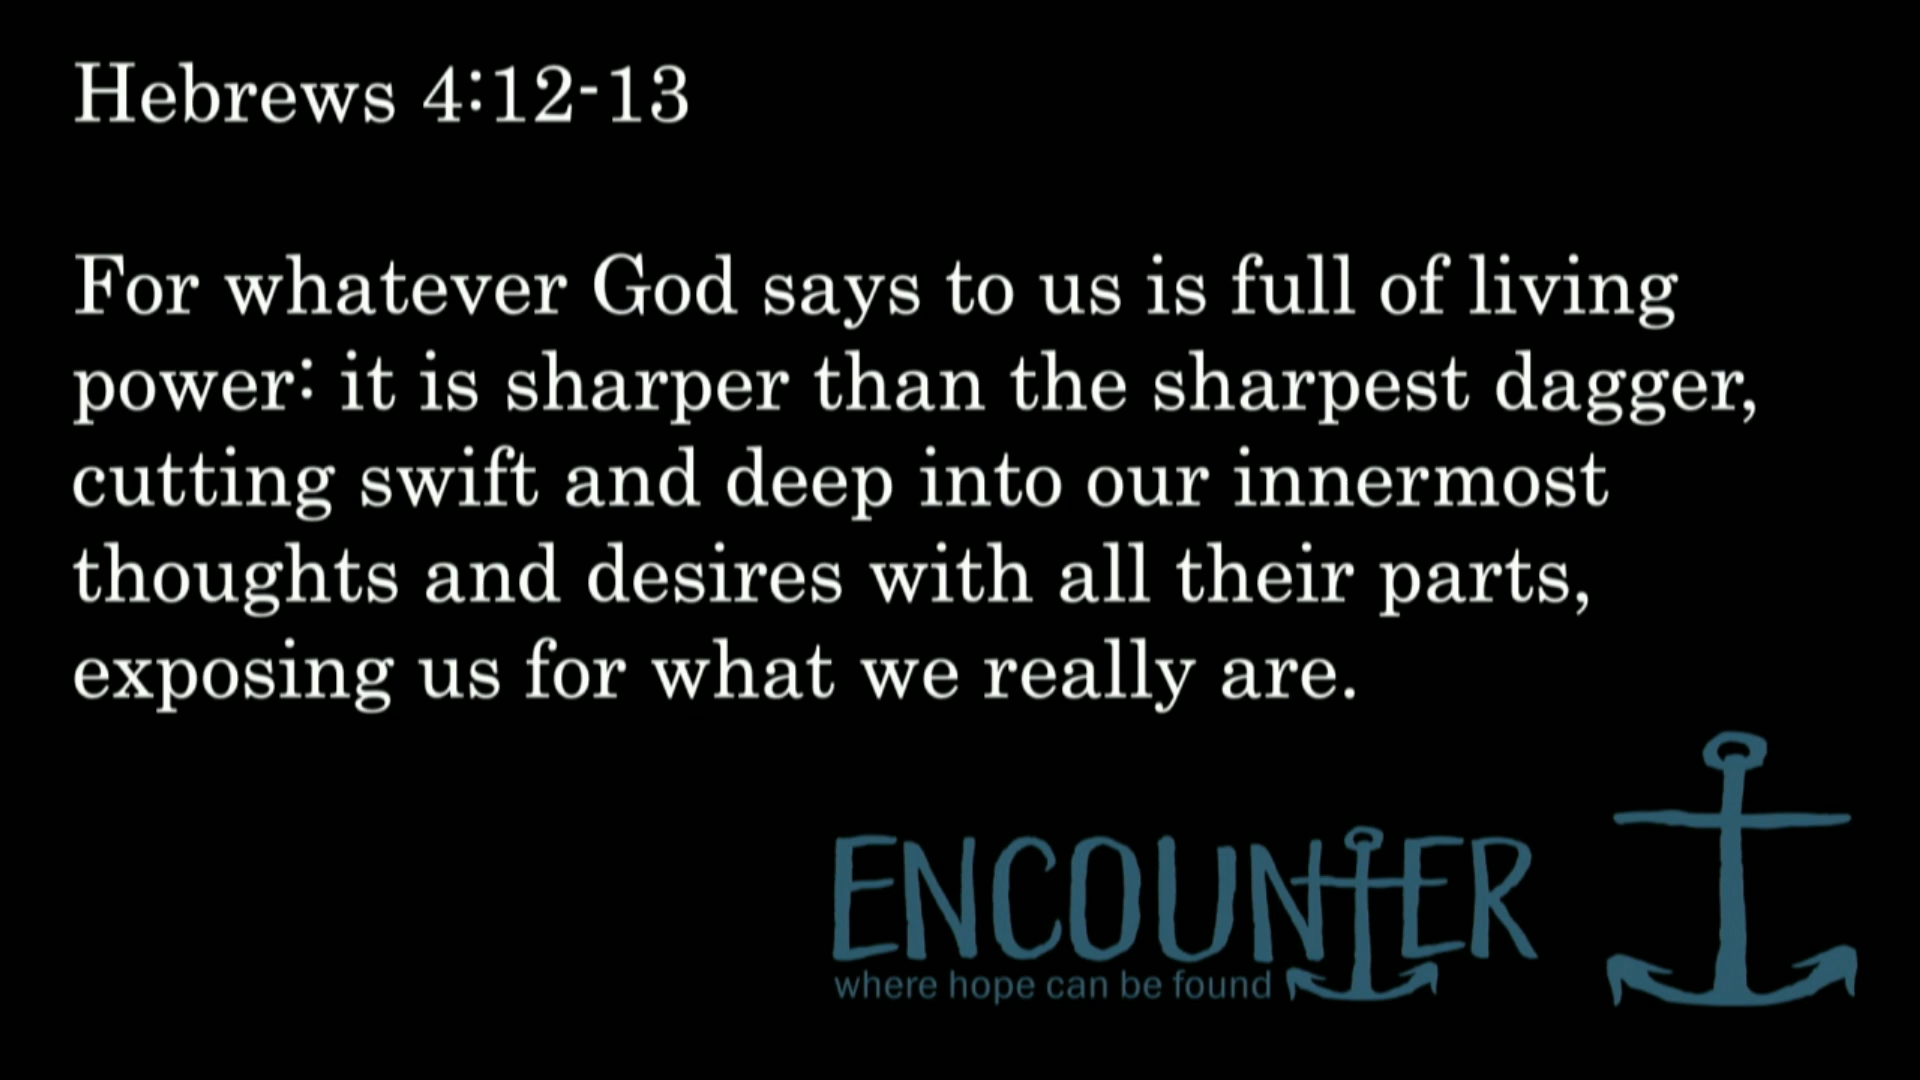 Hebrews 4:12-13
For whatever God says to us is full of living
power: it is sharper than the sharpest dagger,
cutting swift and deep into our innermost
thoughts and desires with all their parts,
exposing us for what we really are.
ENCOUNTER
where hope can be found